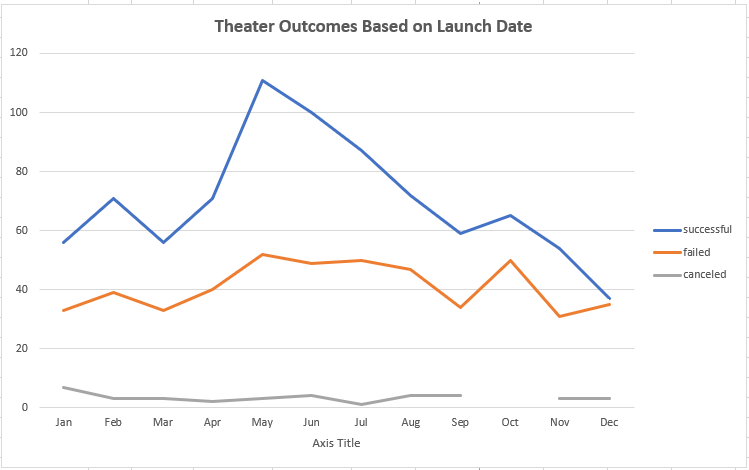 Theater Outcomes Based on Launch Date
120
100
80
60
40
20
0
Jan Feb Mar Apr May Jun Jul Aug Sep Oct Nov Dec
Axis Title
successful
failed
canceled